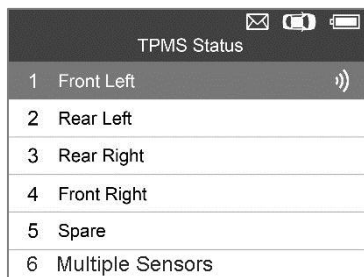 TPMS Status
1 Front Left
2 Rear Left
3 Rear Right
4 Front Right
5 Spare
6 Multiple Sensors